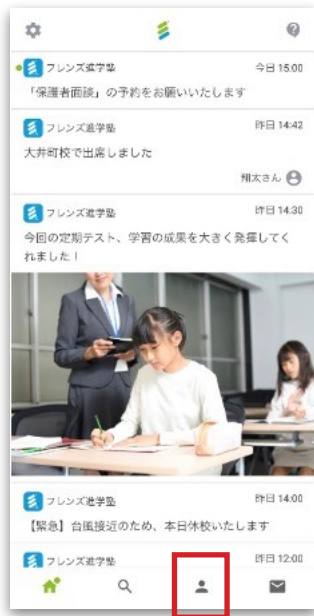 フレンズ進学塾
今日 15:00
「保護者面談」の予約をお願いいたします
フレンズ進学塾
昨日 14:42
大井町校で出席しました
翔太さん
フレンズ進学塾
昨日 14:30
今回の定期テスト、学習の成果を大きく発揮してく
れました！
フレンズ進学塾
昨日 14:00
【緊急】台風接近のため、本日休校いたします
フレンズ進学塾
昨日 12:00